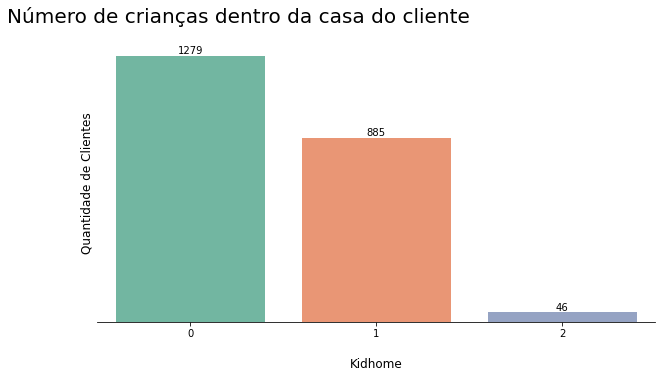 Número de crianças dentro da casa do cliente
1279
885
46
Quantidade de Clientes
0 1 2
Kidhome